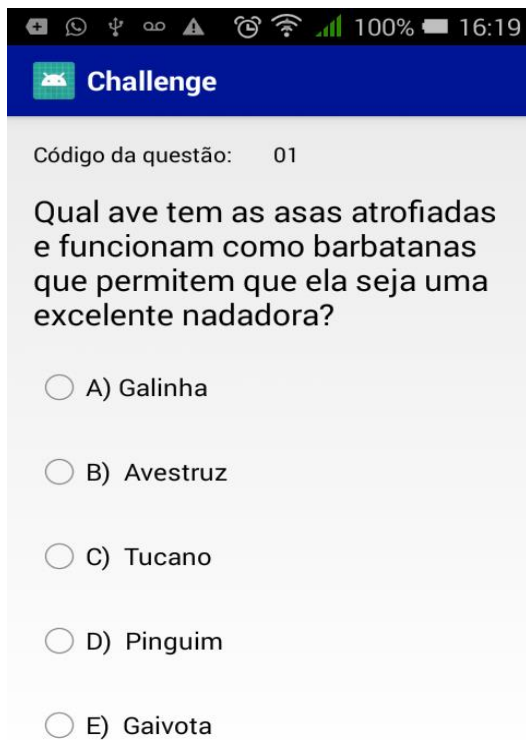 100% 16:19
Challenge
Código da questão: 01
Qual ave tem as asas atrofiadas
e funcionam como barbatanas
que permitem que ela seja uma
excelente nadadora?
A) Galinha
B) Avestruz
C) Tucano
D) Pinguim
E) Gaivota